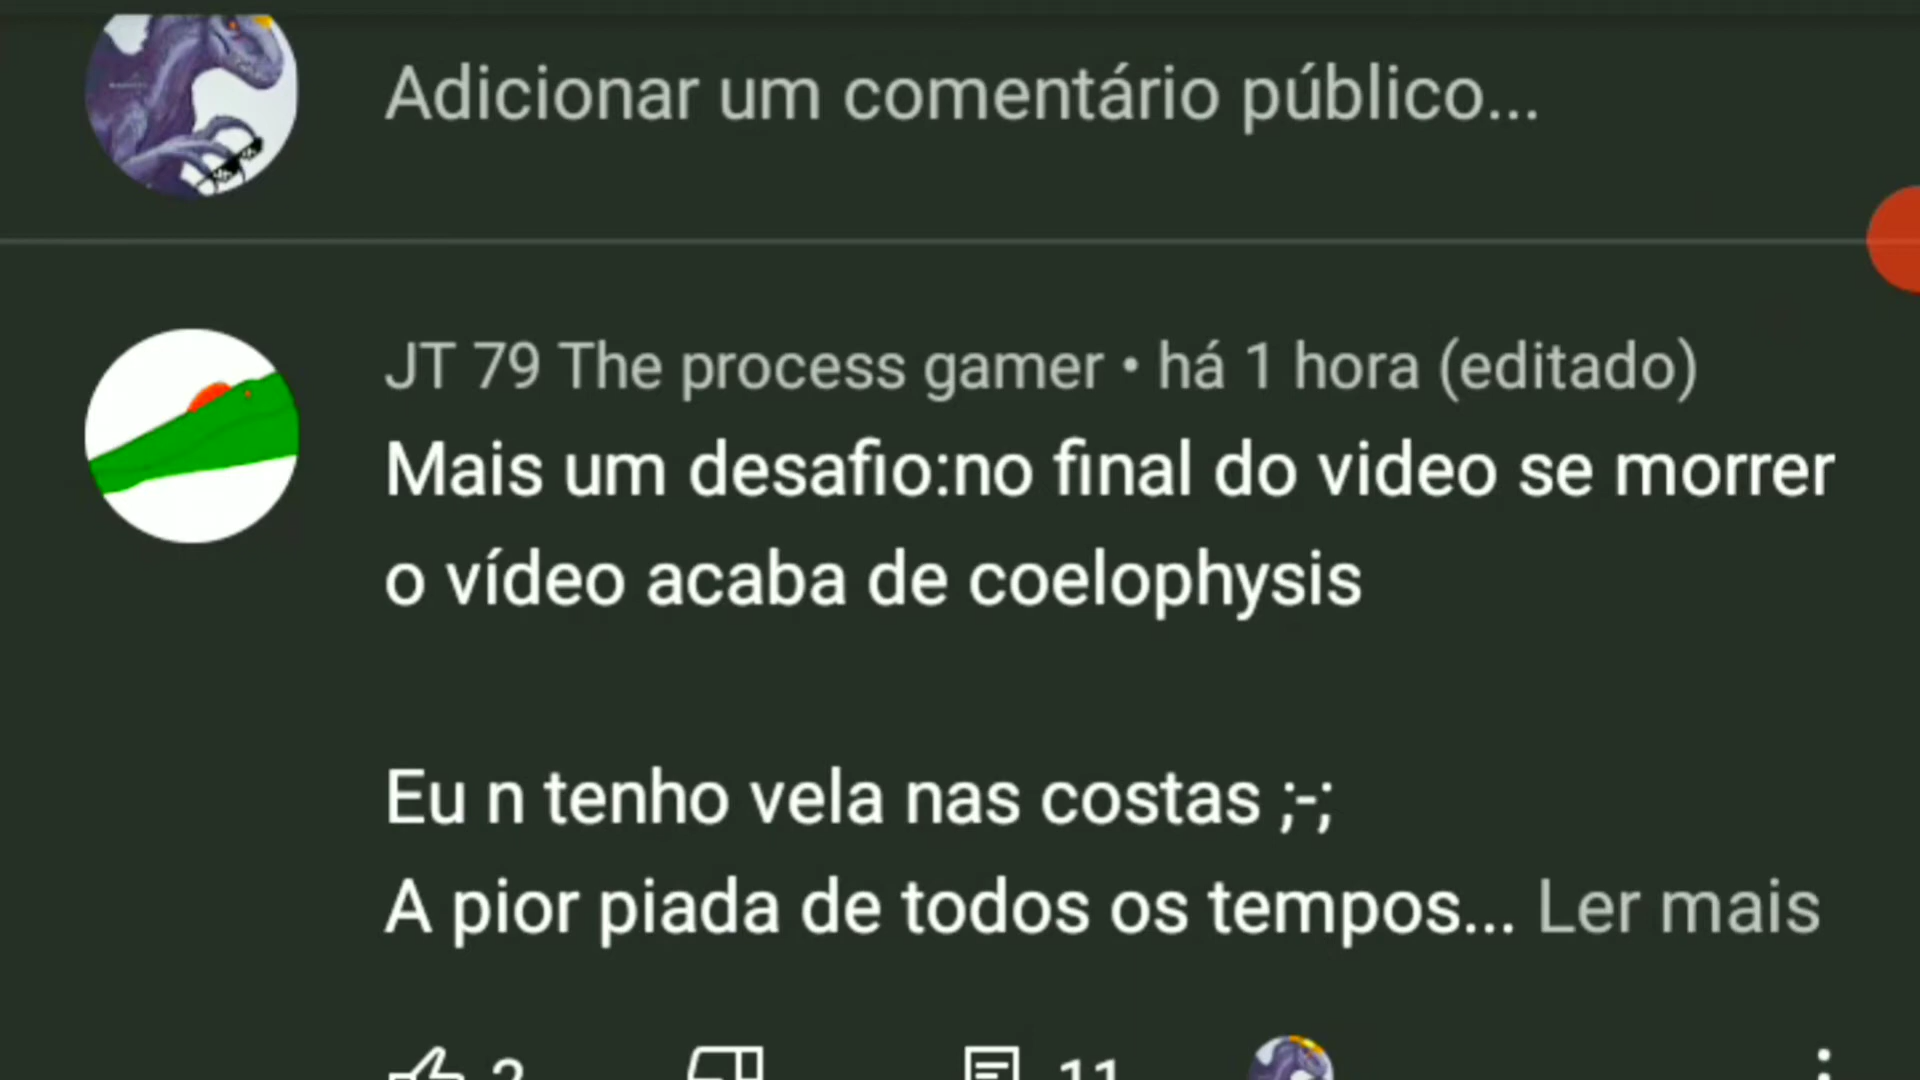 Adicionar um comentário público...
JT 79 The process gamer • há 1 hora (editado)
Mais um desafio:no final do video se morrer
o vídeo acaba de coelophysis
Eu n tenho vela nas costas ;-;
A pior piada de todos os tempos... Ler mais
2 11